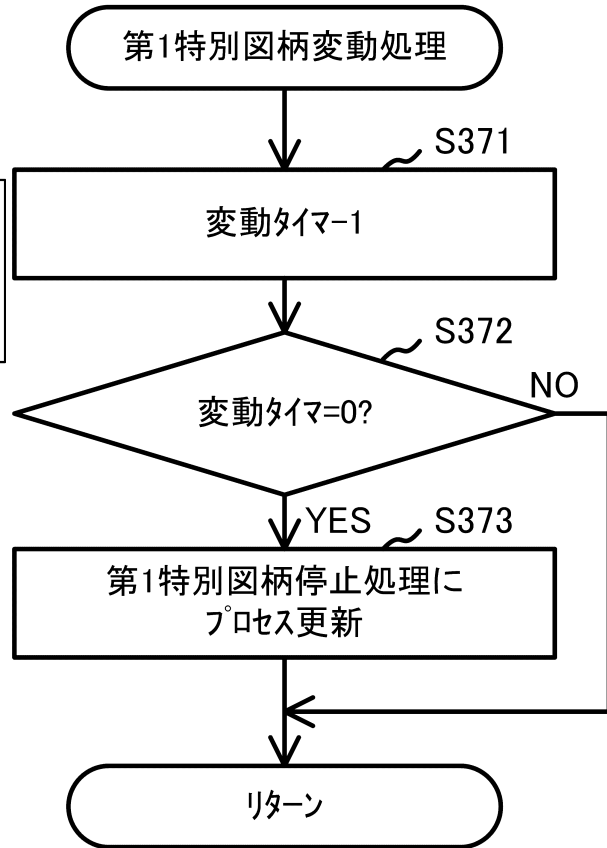 第1特別図柄変動処理
S371
変動ﾀｲﾏ-1
S372
変動ﾀｲﾏ=0?
NO
YES
S373
第1特別図柄停止処理に
ﾌﾟﾛｾｽ更新
ﾘﾀｰﾝ